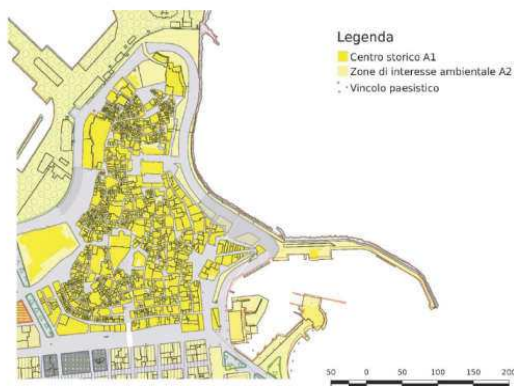 Legenda
Centro storico A1
Zone di interesse ambientale A2
Vincolo paesistico
50 0 50 100 150 200